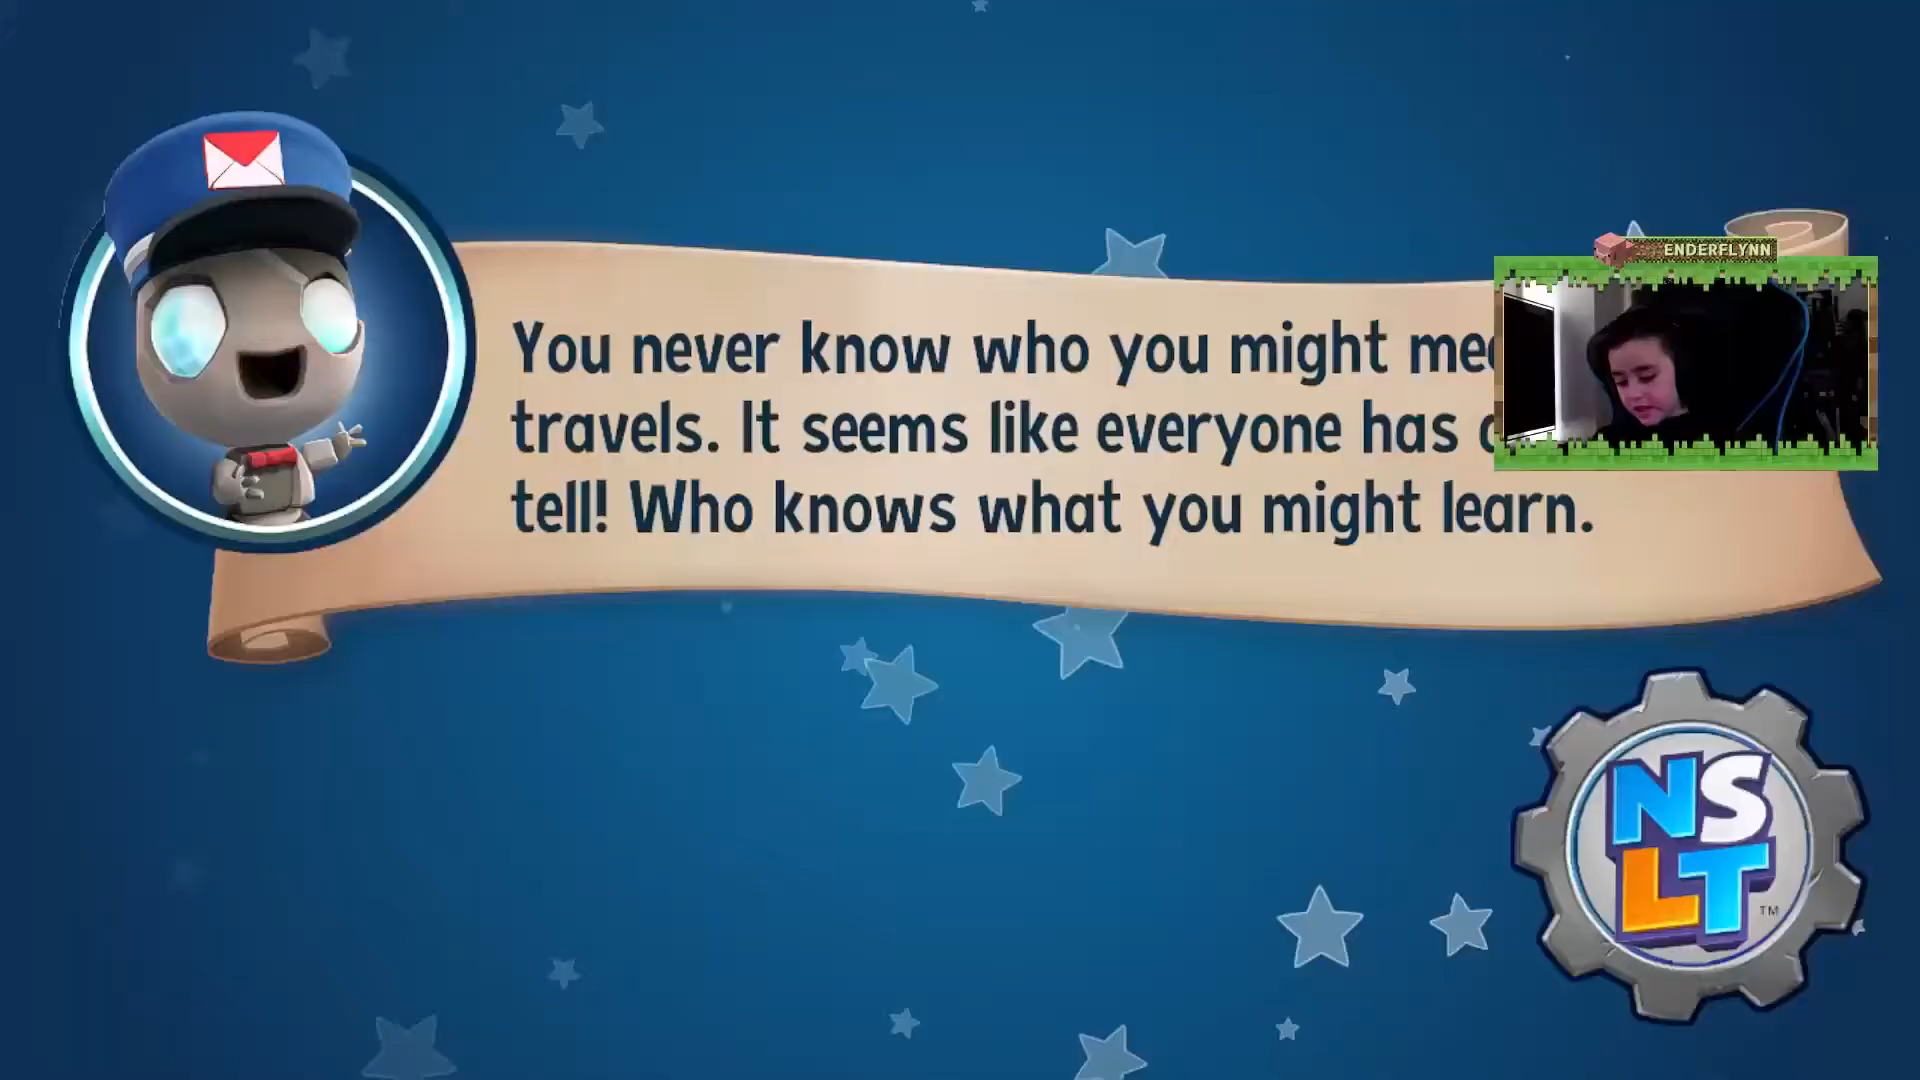 ENDERFLYNN
You never know who you might
travels. It seems like everyone has
tell! Who knows what you might learn.
NS
LT
TM